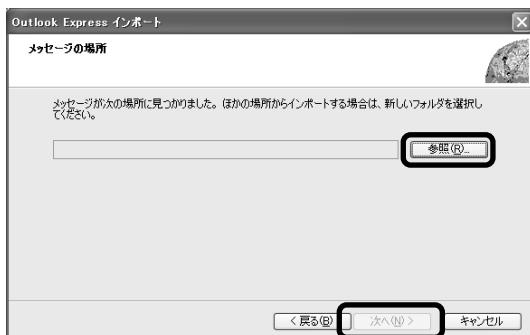 Outlook Express インポート
メッセージの場所
メッセージが次の場所に見つかりました。ほかの場所からインポートする場合は、新しいフォルダを選択し
てください。
参照(R)...
< 戻る(B)
次へ(N) >
キャンセル